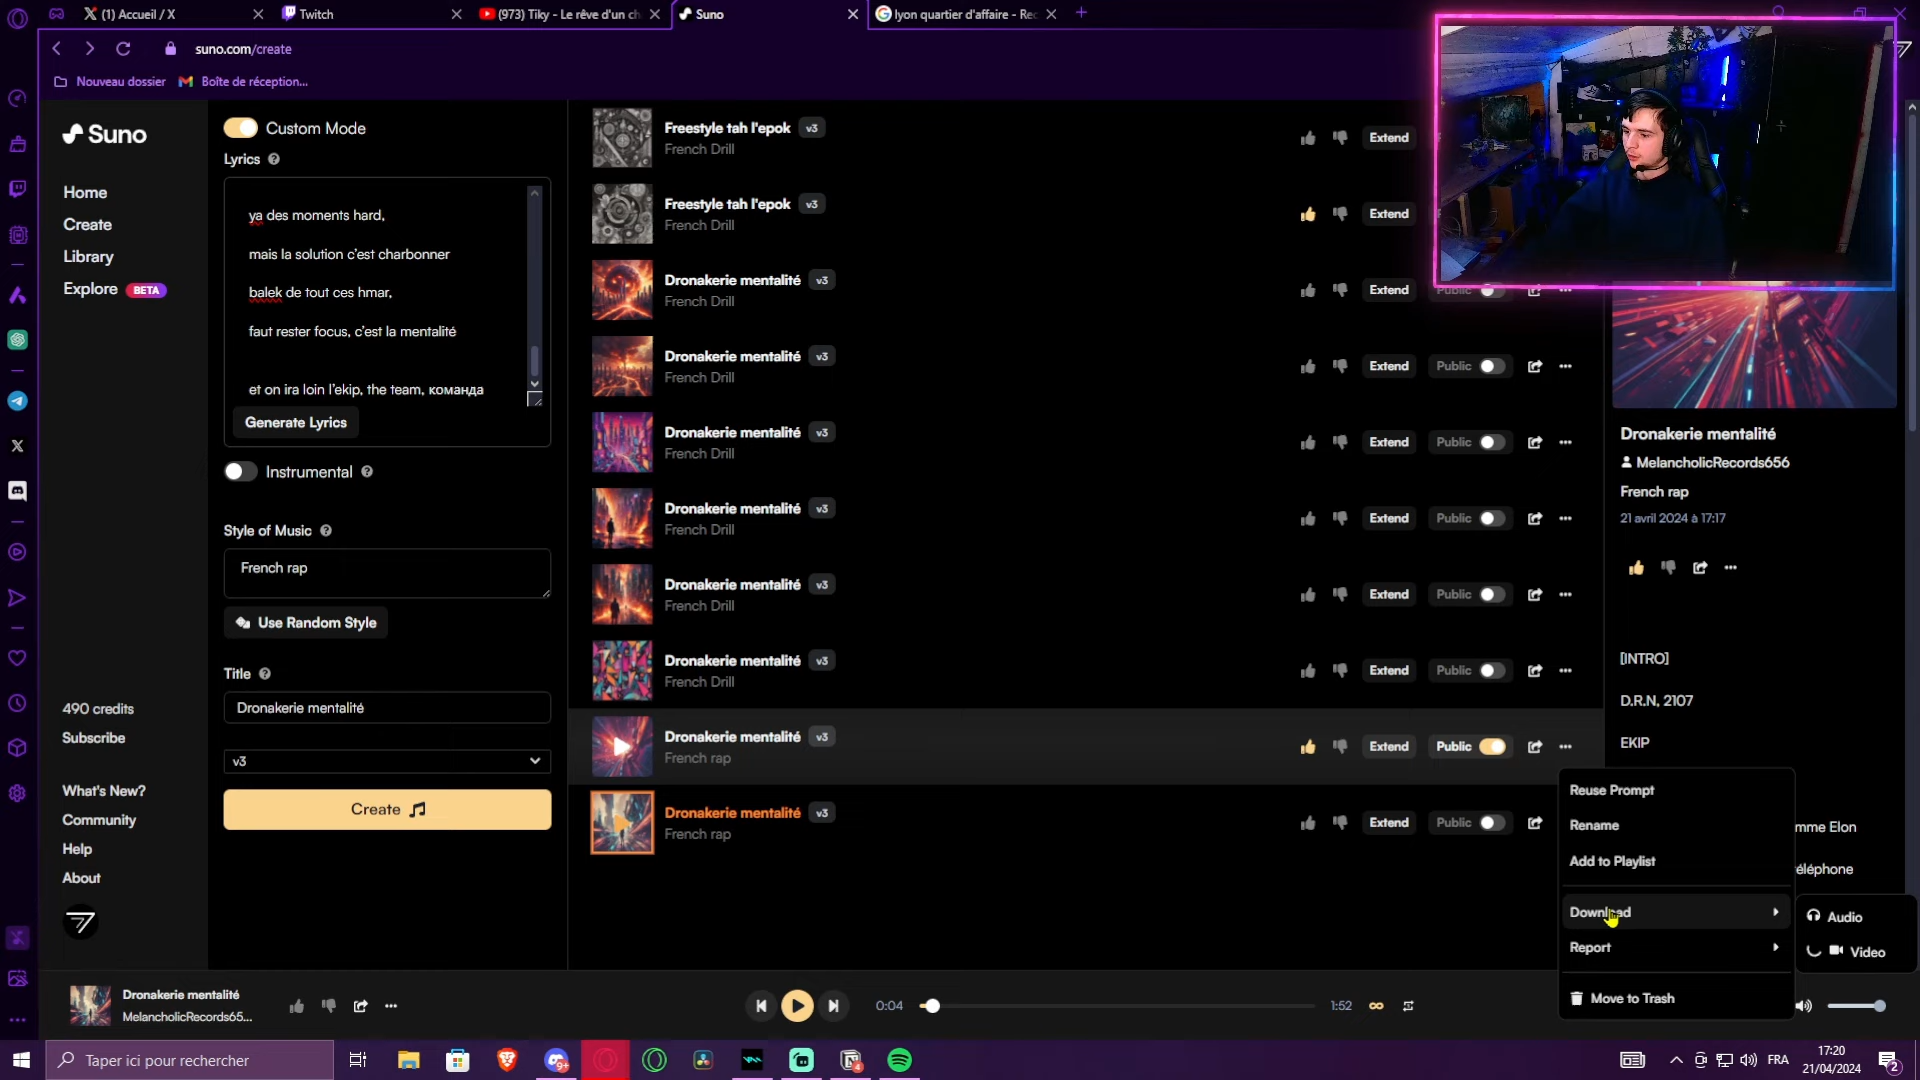 (1) Accueil / X
Twitch
(973) Tiky - Le rêve d'un ch
Suno
lyon quartier d'affaire - Rec
suno.com/create
Nouveau dossier
Boîte de réception...
Suno
Home
Create
Library
Explore BETA
490 credits
Subscribe
What's New?
Community
Help
About
Custom Mode
Lyrics
ya des moments hard,
mais la solution c'est charbonner
balek de tout ces hmar,
faut rester focus, c'est la mentalité
et on ira loin l'ekip, the team, команда
Generate Lyrics
Instrumental
Style of Music
French rap
Use Random Style
Title
Dronakerie mentalité
v3
Create
Freestyle tah l'epok v3
French Drill
Extend
Freestyle tah l'epok v3
French Drill
Extend
Dronakerie mentalité v3
French Drill
Extend Public
Dronakerie mentalité v3
French Drill
Extend Public
Dronakerie mentalité v3
French Drill
Extend Public
Dronakerie mentalité v3
French Drill
Extend Public
Dronakerie mentalité v3
French Drill
Extend Public
Dronakerie mentalité v3
French Drill
Extend Public
Dronakerie mentalité v3
French rap
Extend Public
Dronakerie mentalité v3
French rap
Extend Public
Dronakerie mentalité
MelancholicRecords656
French rap
21 avril 2024 à 17:17
[INTRO]
D.R.N, 2107
EKIP
mme Elon
éléphone
Reuse Prompt
Rename
Add to Playlist
Download
Report
Move to Trash
Audio
Video
Dronakerie mentalité
MelancholicRecords65...
0:04
1:52
Taper ici pour rechercher
9+
4
FRA
17:20
21/04/2024
2